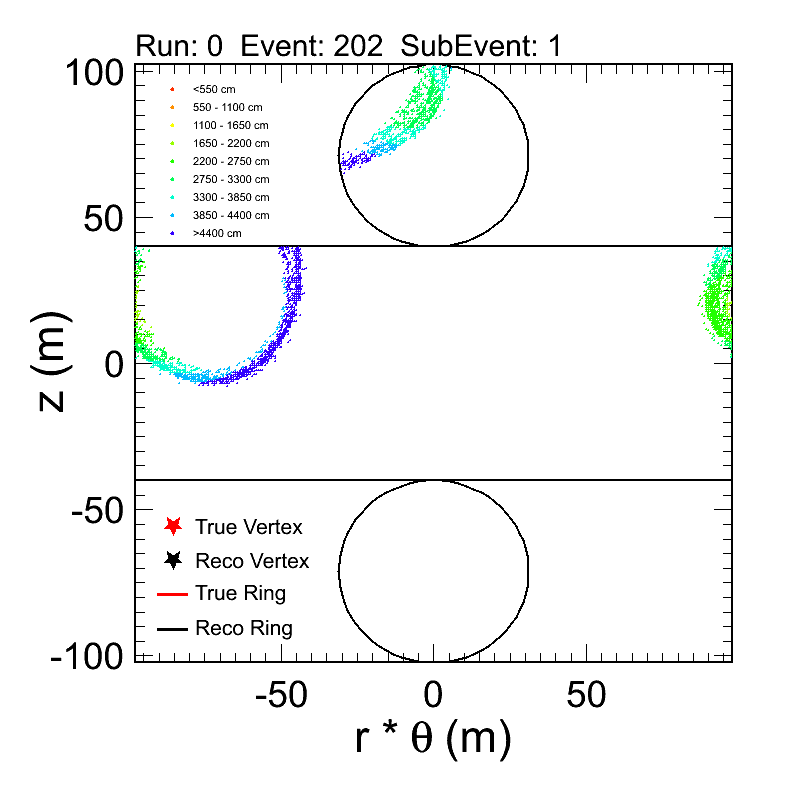 Run: 0 Event: 202 SubEvent: 1
100
<550 cm
550 - 1100 cm
1100 - 1650 cm
1650 - 2200 cm
2200 - 2750 cm
2750 - 3300 cm
3300 - 3850 cm
3850 - 4400 cm
>4400 cm
50
0
z (m)
-50
True Vertex
Reco Vertex
True Ring
Reco Ring
-100
-50 0 50
r * θ (m)